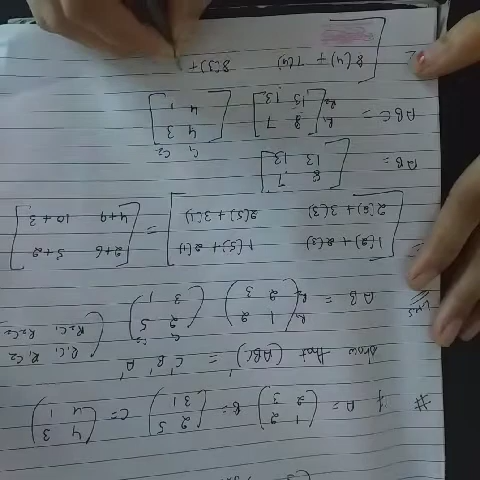 # If A = (1 2 B = (2 5 C = (4 3
2 3) 3 1) 4 1)
show that (ABC)' = C'B'A'
C1 C2
AB = R1 (1 2 (2 5 (R1C1 R1C2
R2 2 3) 3 1) R2C1 R2C2
= [1(2)+2(3) 1(5)+2(1) = [2+6 5+2
2(2)+3(3) 2(5)+3(1)] 4+9 10+3]
AB = [8 7
13 13]
C1 C2
ABC = R1 [8 7 [4 3
R2 13 13] 4 1]
[8(4) + 7(4) 8(3)+